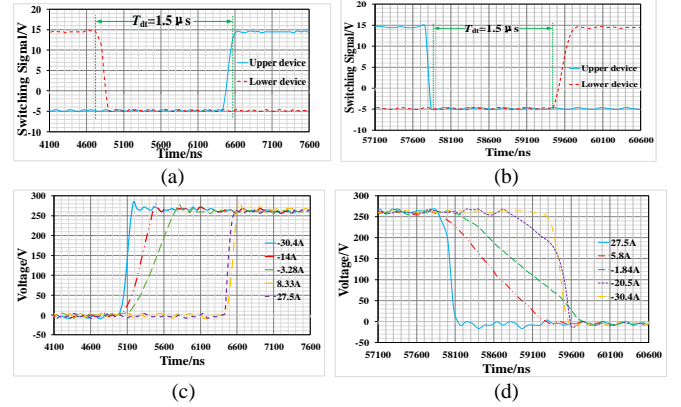 T_dt=1.5 μs
Switching Signal/V
20
15
10
5
0
-5
-10
Upper device
Lower device
4100 4600 5100 5600 6100 6600 7100 7600
Time/ns
(a)
T_dt=1.5 μs
Switching Signal/V
20
15
10
5
0
-5
-10
Upper device
Lower device
57100 57600 58100 58600 59100 59600 60100 60600
Time/ns
(b)
Voltage/V
300
250
200
150
100
50
0
-50
-30.4A
-14A
-3.28A
8.33A
27.5A
4100 4600 5100 5600 6100 6600 7100 7600
Time/ns
(c)
Voltage/V
300
250
200
150
100
50
0
-50
27.5A
5.8A
-1.84A
-20.5A
-30.4A
57100 57600 58100 58600 59100 59600 60100 60600
Time/ns
(d)